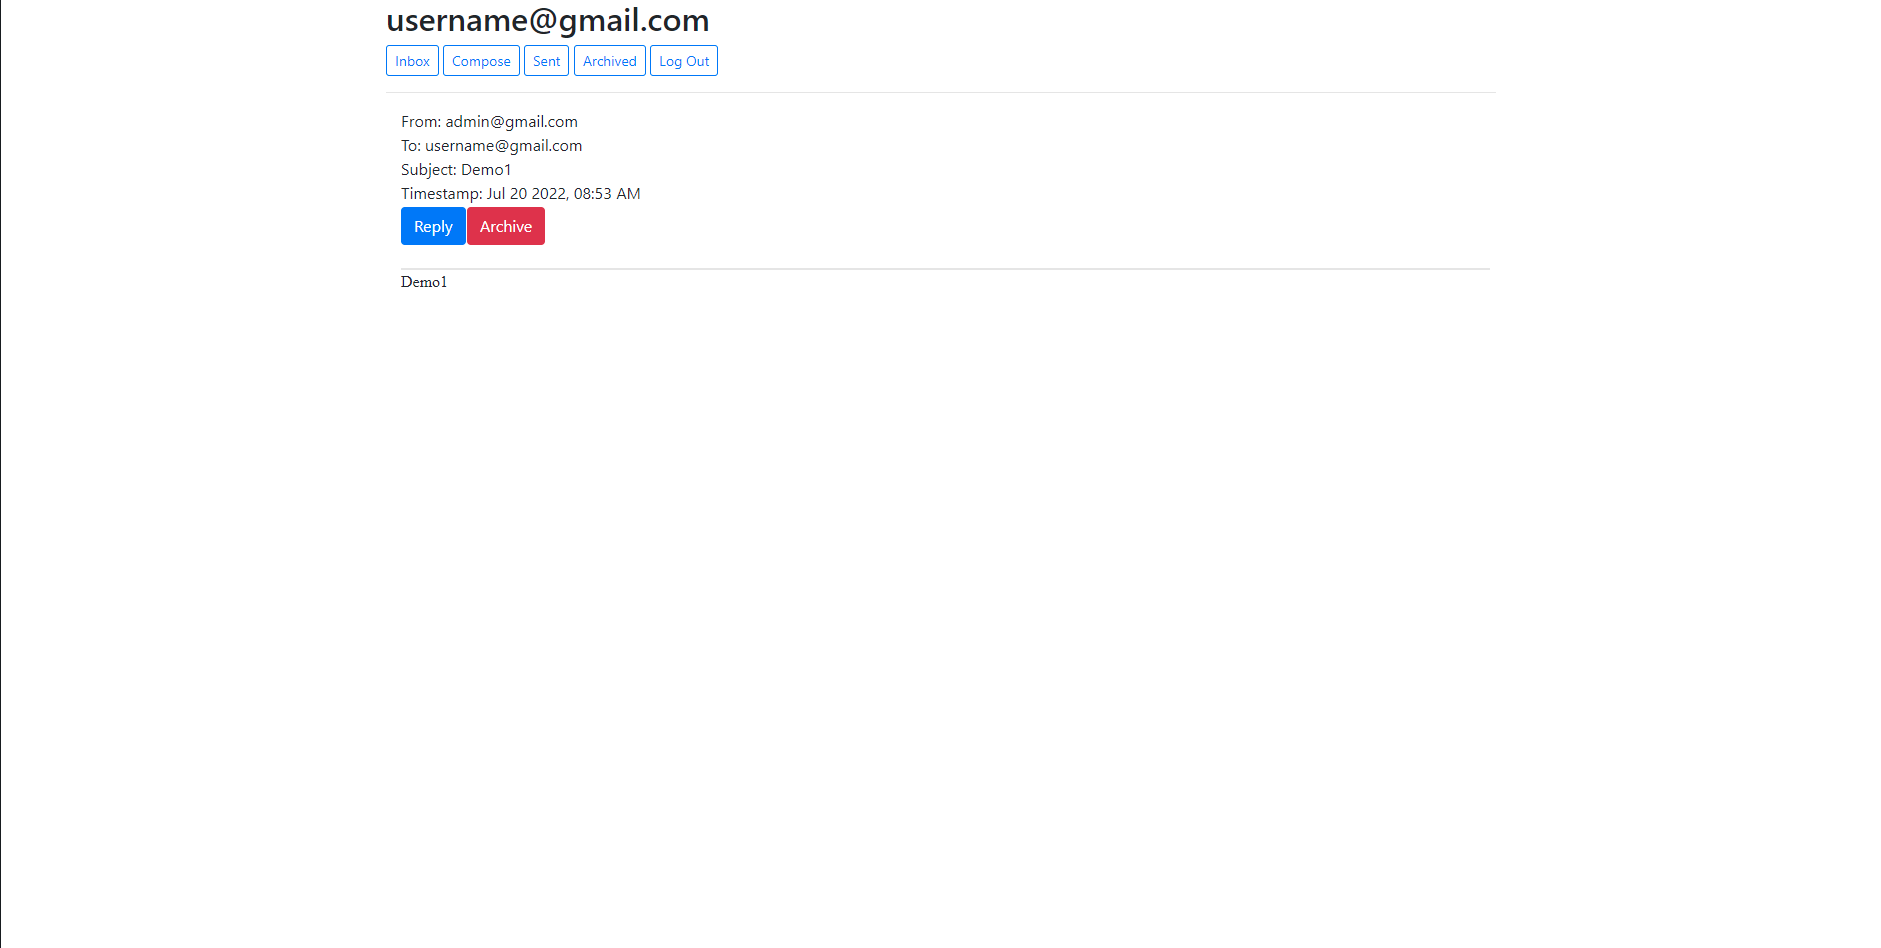 username@gmail.com
Inbox Compose Sent Archived Log Out
From: admin@gmail.com
To: username@gmail.com
Subject: Demo1
Timestamp: Jul 20 2022, 08:53 AM
Reply Archive
Demo1